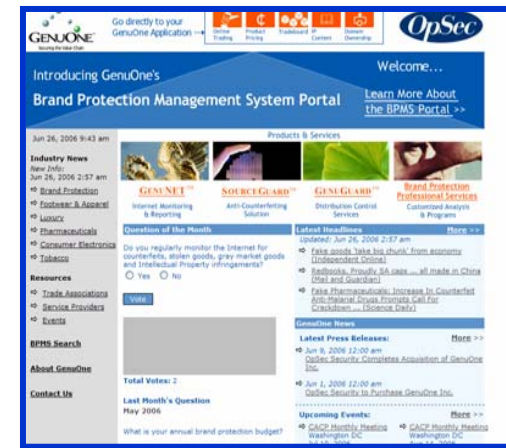 GENUONE
Securing the Value Chain
Go directly to your
GenuOne Application
Online
Trading
Product
Pricing
Tradeboard
IP
Content
Domain
Ownership
OpSec
Introducing GenuOne's
Brand Protection Management System Portal
Welcome...
Learn More About
the BPMS Portal >>
Jun 26, 2006 9:43 am
Industry News
New Info:
Jun 26, 2006 2:57 am
Brand Protection
Footwear & Apparel
Luxury
Pharmaceuticals
Consumer Electronics
Tobacco
Resources
Trade Associations
Service Providers
Events
BPMS Search
About GenuOne
Contact Us
Products & Services
GENUNET™
Internet Monitoring
& Reporting
SOURCEGUARD™
Anti-Counterfeiting
Solution
GENUGUARD™
Distribution Control
Services
Brand Protection
Professional Services
Customized Analysis
& Programs
Question of the Month
Do you regularly monitor the Internet for
counterfeits, stolen goods, gray market goods
and Intellectual Property infringements?
Yes No
Vote
Total Votes: 2
Last Month's Question
May 2006
What is your annual brand protection budget?
Latest Headlines More >>
Updated: Jun 26, 2006 2:57 am
Fake goods 'take big chunk' from economy
(Independent Online)
Redbooks, Proudly SA caps ... all made in China
(Mail and Guardian)
Fake Pharmaceuticals: Increase In Counterfeit
Anti-Malarial Drugs Prompts Call For
Crackdown ... (Science Daily)
GenuOne News
Latest Press Releases: More >>
Jun 9, 2006 12:00 am
OpSec Security Completes Acquisition of GenuOne
Inc.
Jun 1, 2006 12:00 am
OpSec Security to Purchase GenuOne Inc.
Upcoming Events: More >>
CACP Monthly Meeting
Washington DC
CACP Monthly Meeting
Washington DC